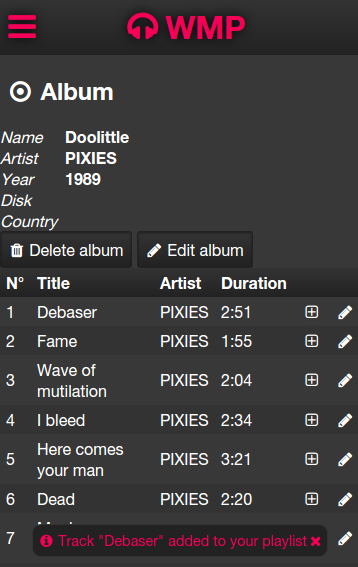 WMP
Album
Name Doolittle
Artist PIXIES
Year 1989
Disk
Country
Delete album Edit album
N° Title Artist Duration
1 Debaser PIXIES 2:51
2 Fame PIXIES 1:55
3 Wave of mutilation PIXIES 2:04
4 I bleed PIXIES 2:34
5 Here comes your man PIXIES 3:21
6 Dead PIXIES 2:20
7
Track "Debaser" added to your playlist